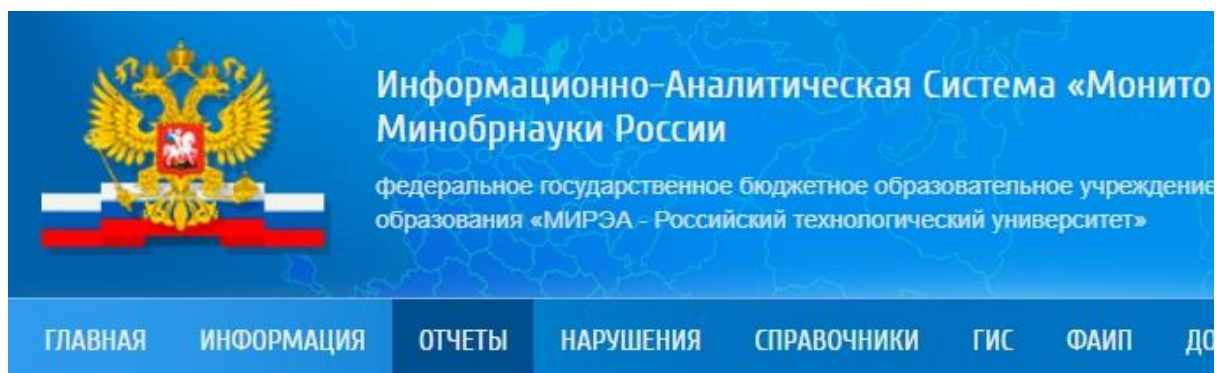 Информационно-Аналитическая Система «Монито
Минобрнауки России
федеральное государственное бюджетное образовательное учреждение
образования «МИРЭА - Российский технологический университет»
ГЛАВНАЯ ИНФОРМАЦИЯ ОТЧЕТЫ НАРУШЕНИЯ СПРАВОЧНИКИ ГИС ФАИП ДО